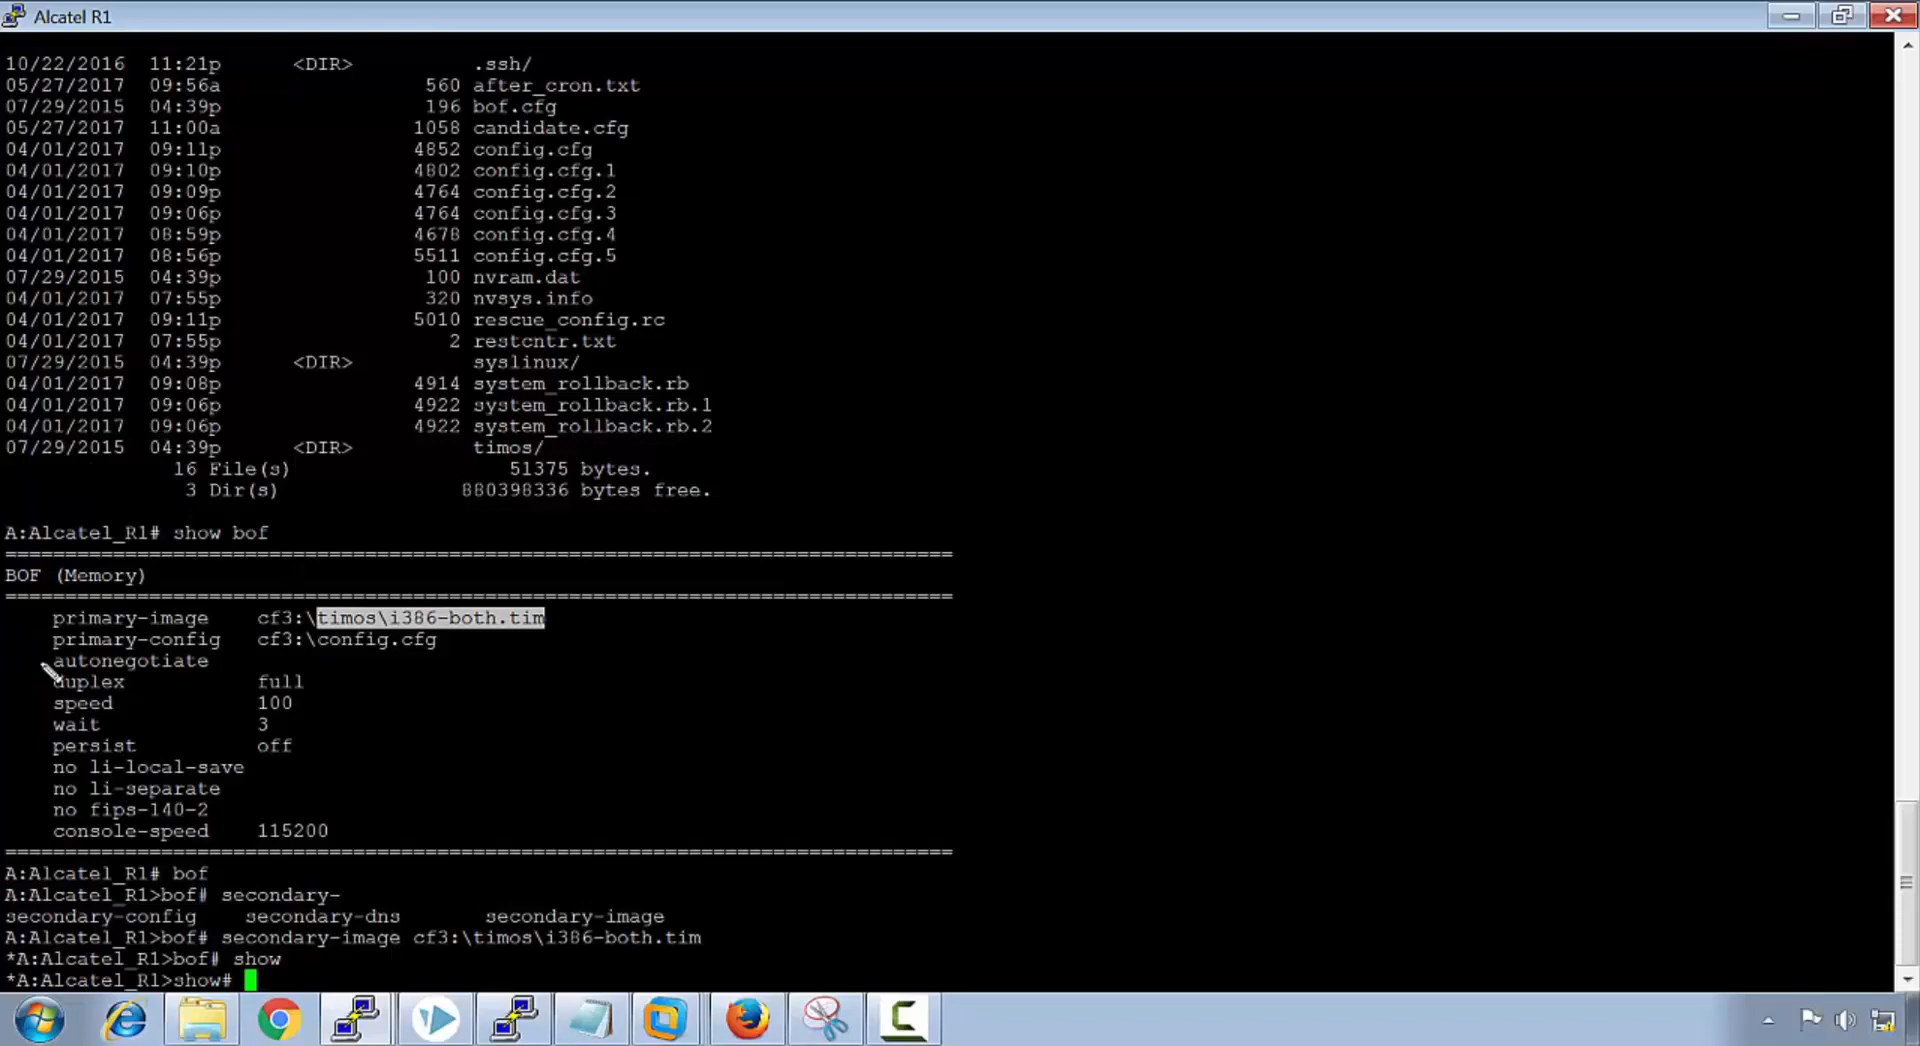 Alcatel R1
10/22/2016  11:21p      <DIR>          .ssh/
05/27/2017  09:56a                 560 after_cron.txt
07/29/2015  04:39p                 196 bof.cfg
05/27/2017  11:00a                1058 candidate.cfg
04/01/2017  09:11p                4852 config.cfg
04/01/2017  09:10p                4802 config.cfg.1
04/01/2017  09:09p                4764 config.cfg.2
04/01/2017  09:06p                4764 config.cfg.3
04/01/2017  08:59p                4678 config.cfg.4
04/01/2017  08:56p                5511 config.cfg.5
07/29/2015  04:39p                 100 nvram.dat
04/01/2017  07:55p                 320 nvsys.info
04/01/2017  09:11p                5010 rescue_config.rc
04/01/2017  07:55p                   2 restcntr.txt
07/29/2015  04:39p      <DIR>          syslinux/
04/01/2017  09:08p                4914 system_rollback.rb
04/01/2017  09:06p                4922 system_rollback.rb.1
04/01/2017  09:06p                4922 system_rollback.rb.2
07/29/2015  04:39p      <DIR>          timos/
16 File(s)                  51375 bytes.
3 Dir(s)               880398336 bytes free.
A:Alcatel_R1# show bof
===============================================================================
BOF (Memory)
===============================================================================
primary-image    cf3:\timos\i386-both.tim
primary-config   cf3:\config.cfg
autonegotiate
duplex           full
speed            100
wait             3
persist          off
no li-local-save
no li-separate
no fips-140-2
console-speed    115200
===============================================================================
A:Alcatel_R1# bof
A:Alcatel_R1>bof# secondary-
secondary-config    secondary-dns       secondary-image
A:Alcatel_R1>bof# secondary-image cf3:\timos\i386-both.tim
*A:Alcatel_R1>bof# show
*A:Alcatel_R1>show#